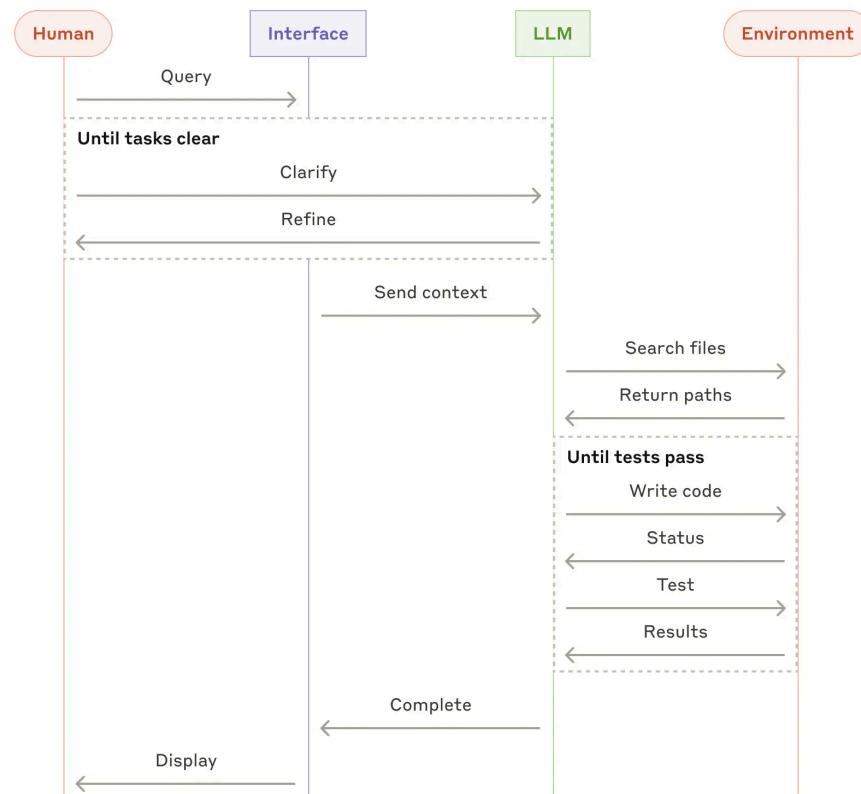 Human
Interface
LLM
Environment
Query
Until tasks clear
Clarify
Refine
Send context
Search files
Return paths
Until tests pass
Write code
Status
Test
Results
Complete
Display